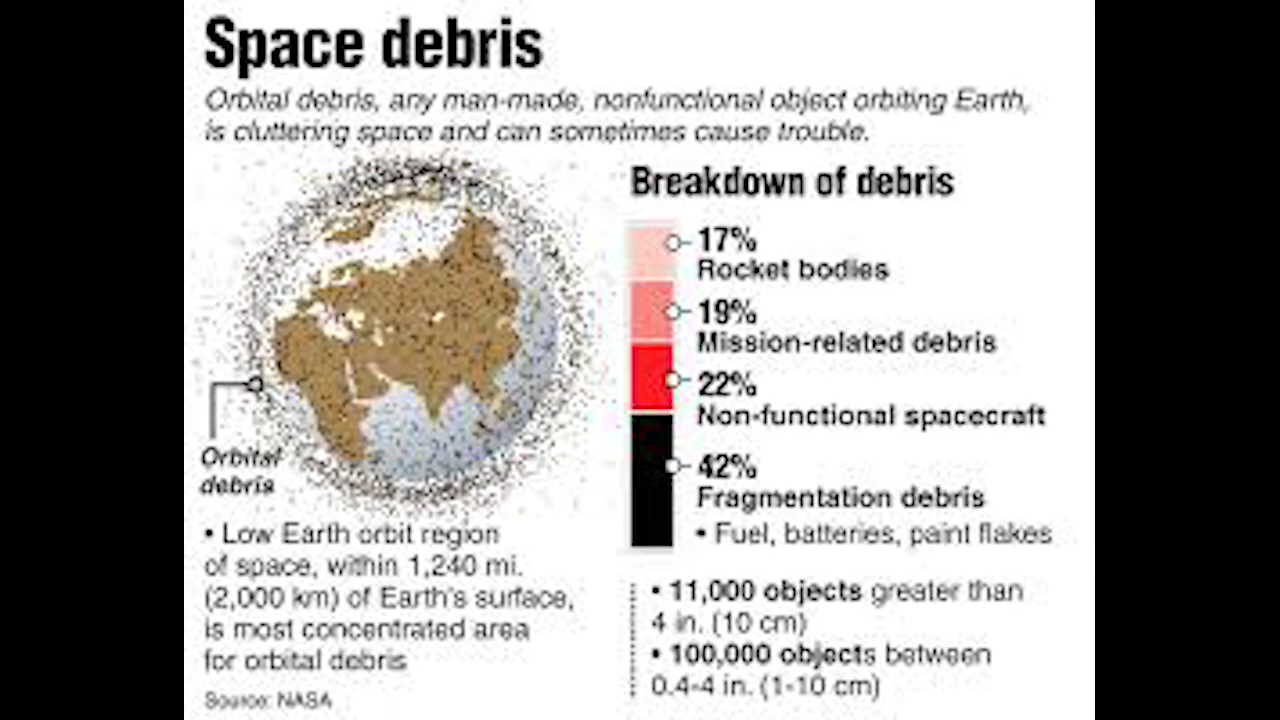 Space debris
Orbital debris, any man-made, nonfunctional object orbiting Earth,
is cluttering space and can sometimes cause trouble.
Breakdown of debris
17%
Rocket bodies
19%
Mission-related debris
22%
Non-functional spacecraft
42%
Fragmentation debris
• Fuel, batteries, paint flakes
Orbital
debris
• Low Earth orbit region
of space, within 1,240 mi.
(2,000 km) of Earth's surface,
is most concentrated area
for orbital debris
• 11,000 objects greater than
4 in. (10 cm)
• 100,000 objects between
0.4-4 in. (1-10 cm)
Source: NASA